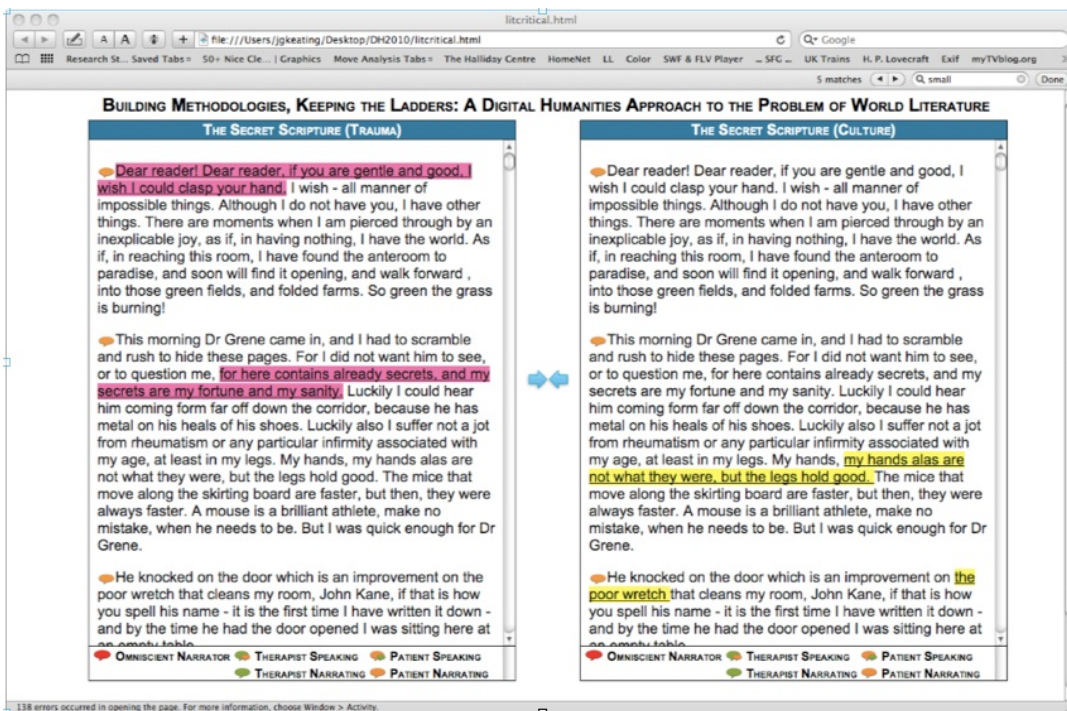 litcritical.html
A A + file:///Users/jgkeating/Desktop/DH2010/litcritical.html Google
Research St... Saved Tabs 50+ Nice Cle... | Graphics Move Analysis Tabs The Halliday Centre HomeNet LL Color SWF & FLV Player _ SFG _ UK Trains H. P. Lovecraft Exif myTVblog.org
5 matches small Done
BUILDING METHODOLOGIES, KEEPING THE LADDERS: A DIGITAL HUMANITIES APPROACH TO THE PROBLEM OF WORLD LITERATURE
THE SECRET SCRIPTURE (TRAUMA)
Dear reader! Dear reader, if you are gentle and good, I
wish I could clasp your hand. I wish - all manner of
impossible things. Although I do not have you, I have other
things. There are moments when I am pierced through by an
inexplicable joy, as if, in having nothing, I have the world. As
if, in reaching this room, I have found the anteroom to
paradise, and soon will find it opening, and walk forward ,
into those green fields, and folded farms. So green the grass
is burning!
This morning Dr Grene came in, and I had to scramble
and rush to hide these pages. For I did not want him to see,
or to question me, for here contains already secrets, and my
secrets are my fortune and my sanity. Luckily I could hear
him coming form far off down the corridor, because he has
metal on his heals of his shoes. Luckily also I suffer not a jot
from rheumatism or any particular infirmity associated with
my age, at least in my legs. My hands, my hands alas are
not what they were, but the legs hold good. The mice that
move along the skirting board are faster, but then, they were
always faster. A mouse is a brilliant athlete, make no
mistake, when he needs to be. But I was quick enough for Dr
Grene.
He knocked on the door which is an improvement on the
poor wretch that cleans my room, John Kane, if that is how
you spell his name - it is the first time I have written it down -
and by the time he had the door opened I was sitting here at
an empty table.
OMNISCIENT NARRATOR THERAPIST SPEAKING PATIENT SPEAKING
THERAPIST NARRATING PATIENT NARRATING
THE SECRET SCRIPTURE (CULTURE)
Dear reader! Dear reader, if you are gentle and good, I
wish I could clasp your hand. I wish - all manner of
impossible things. Although I do not have you, I have other
things. There are moments when I am pierced through by an
inexplicable joy, as if, in having nothing, I have the world. As
if, in reaching this room, I have found the anteroom to
paradise, and soon will find it opening, and walk forward ,
into those green fields, and folded farms. So green the grass
is burning!
This morning Dr Grene came in, and I had to scramble
and rush to hide these pages. For I did not want him to see,
or to question me, for here contains already secrets, and my
secrets are my fortune and my sanity. Luckily I could hear
him coming form far off down the corridor, because he has
metal on his heals of his shoes. Luckily also I suffer not a jot
from rheumatism or any particular infirmity associated with
my age, at least in my legs. My hands, my hands alas are
not what they were, but the legs hold good. The mice that
move along the skirting board are faster, but then, they were
always faster. A mouse is a brilliant athlete, make no
mistake, when he needs to be. But I was quick enough for Dr
Grene.
He knocked on the door which is an improvement on the
poor wretch that cleans my room, John Kane, if that is how
you spell his name - it is the first time I have written it down -
and by the time he had the door opened I was sitting here at
an empty table.
OMNISCIENT NARRATOR THERAPIST SPEAKING PATIENT SPEAKING
THERAPIST NARRATING PATIENT NARRATING
138 errors occurred in opening the page. For more information, choose Window > Activity.